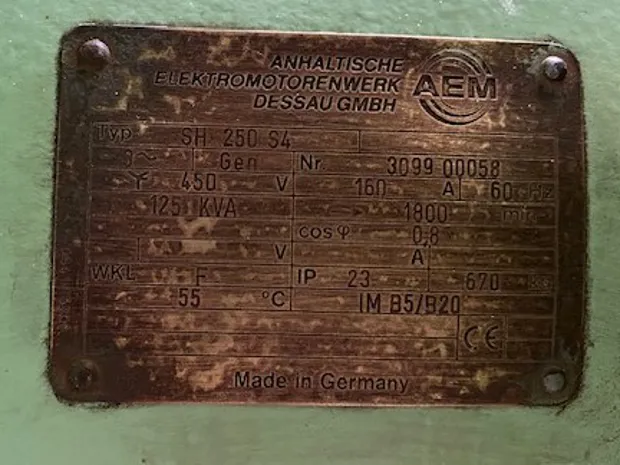 ANHALTISCHE
ELEKTROMOTORENWERK
DESSAU GMBH
AEM
Typ SH 250 S4
3~ Gen Nr. 3099 00058
Y 450 V 160 A 60 Hz
125 KVA 1800
cos φ 0,8
V A
WKL F IP 23 670
55 °C IM B5/B20
CE
Made in Germany